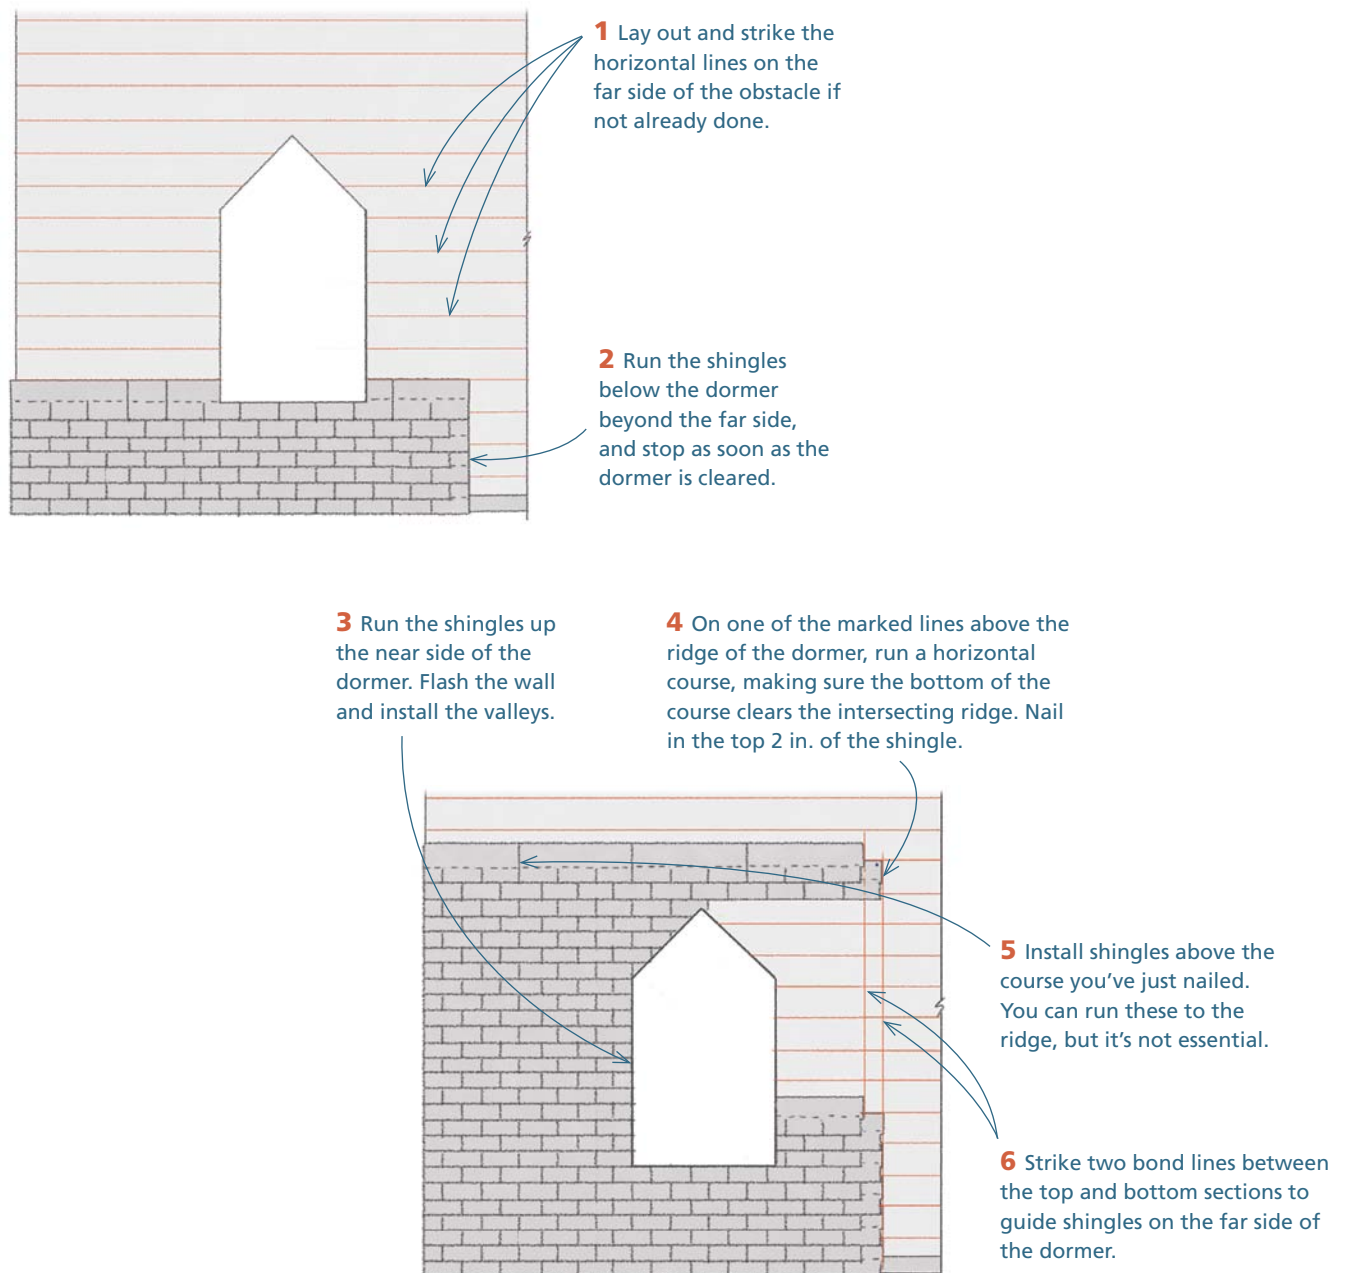 1 Lay out and strike the
horizontal lines on the
far side of the obstacle if
not already done.
2 Run the shingles
below the dormer
beyond the far side,
and stop as soon as the
dormer is cleared.
3 Run the shingles up
the near side of the
dormer. Flash the wall
and install the valleys.
4 On one of the marked lines above the
ridge of the dormer, run a horizontal
course, making sure the bottom of the
course clears the intersecting ridge. Nail
in the top 2 in. of the shingle.
5 Install shingles above the
course you’ve just nailed.
You can run these to the
ridge, but it’s not essential.
6 Strike two bond lines between
the top and bottom sections to
guide shingles on the far side of
the dormer.